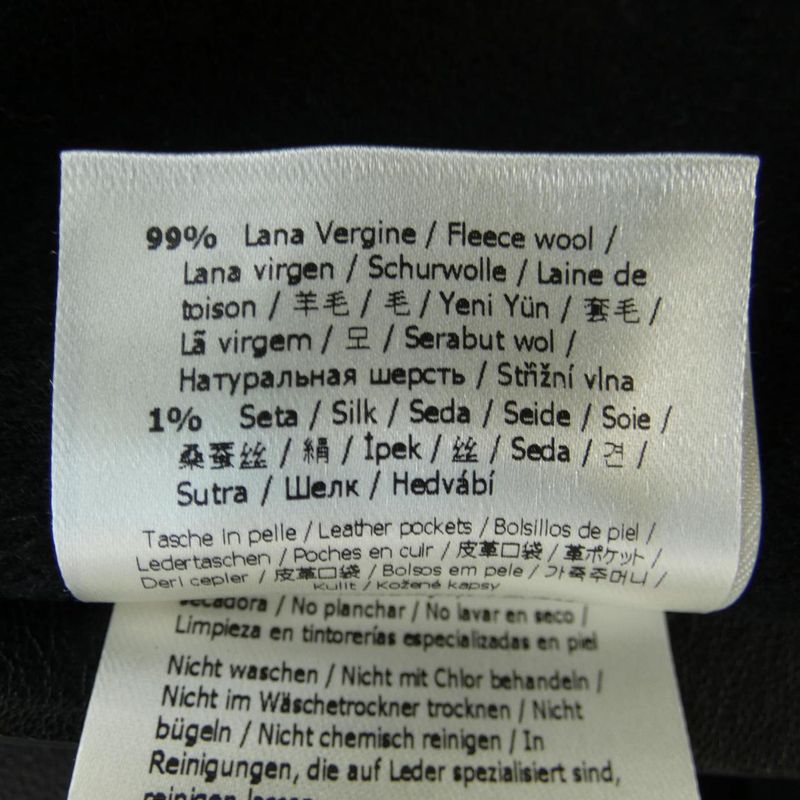 99% Lana Vergine / Fleece wool /
Lana virgen / Schurwolle / Laine de
toison / 羊毛 / 毛 / Yeni Yün / 套毛 /
Lã virgem / 모 / Serabut wol /
Натуральная шерсть / Střižní vlna
1% Seta / Silk / Seda / Seide / Soie /
桑蚕丝 / 絹 / İpek / 丝 / Seda / 견 /
Sutra / Шелк / Hedvábí
Tasche in pelle / Leather pockets / Bolsillos de piel /
Ledertaschen / Poches en cuir / 皮革口袋 / 革ポケット /
Deri cepler / 皮革口袋 / Bolsos em pele / 가죽주머니 /
Kulit / Kožené kapsy
secadora / No planchar / No lavar en seco /
Limpieza en tintorerías especializadas en piel
Nicht waschen / Nicht mit Chlor behandeln /
Nicht im Wäschetrockner trocknen / Nicht
bügeln / Nicht chemisch reinigen / In
Reinigungen, die auf Leder spezialisiert sind,
reinigen lassen